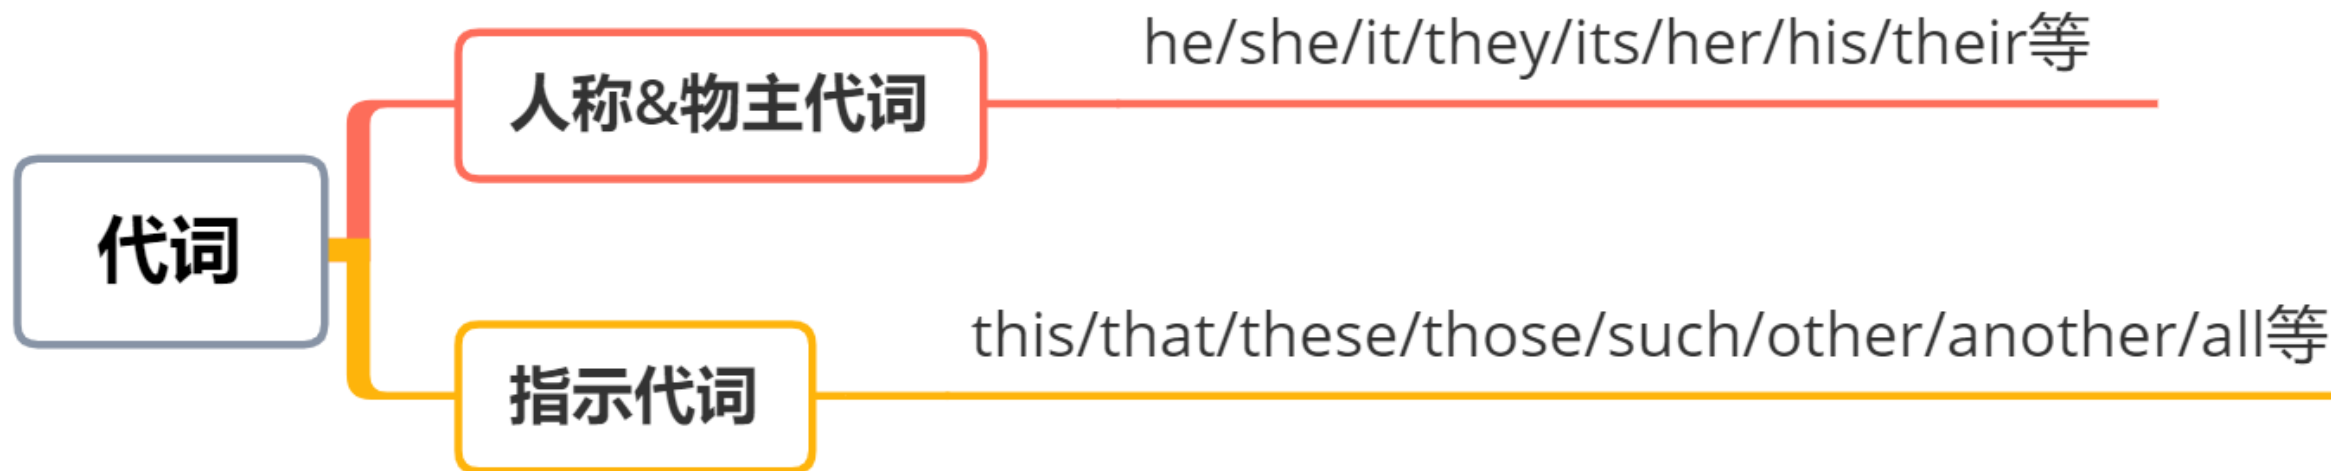 代词
人称&物主代词
he/she/it/they/its/her/his/their等
指示代词
this/that/these/those/such/other/another/all等